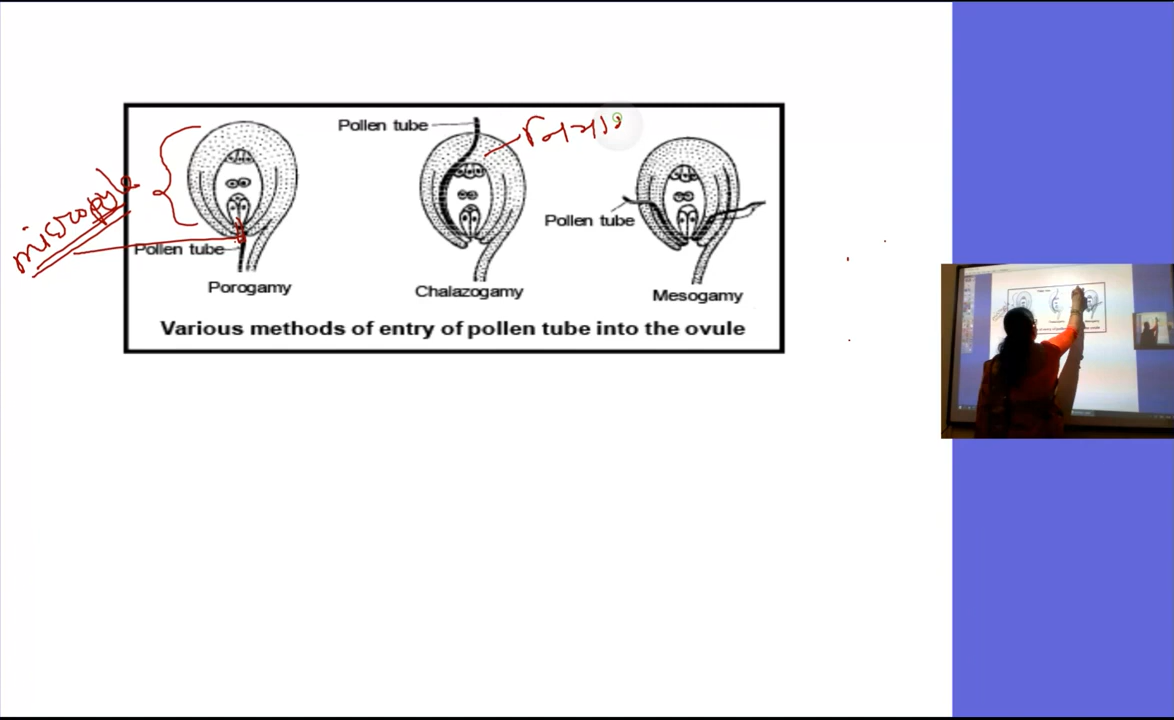 Pollen tube
micropyle
Pollen tube
Pollen tube
Porogamy
Chalazogamy
Mesogamy
Various methods of entry of pollen tube into the ovule